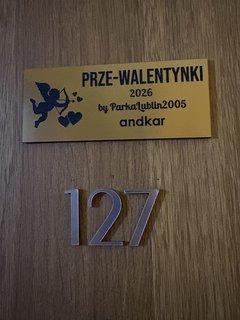 PRZE-WALENTYNKI
2026
by ParkaLublin2005
andkar
127